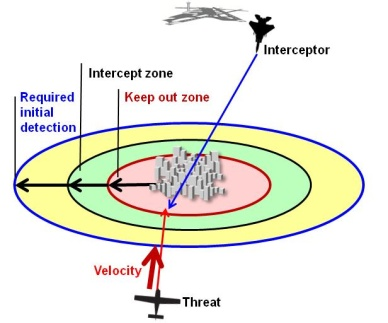 Interceptor
Intercept zone
Required
initial
detection
Keep out zone
Velocity
Threat